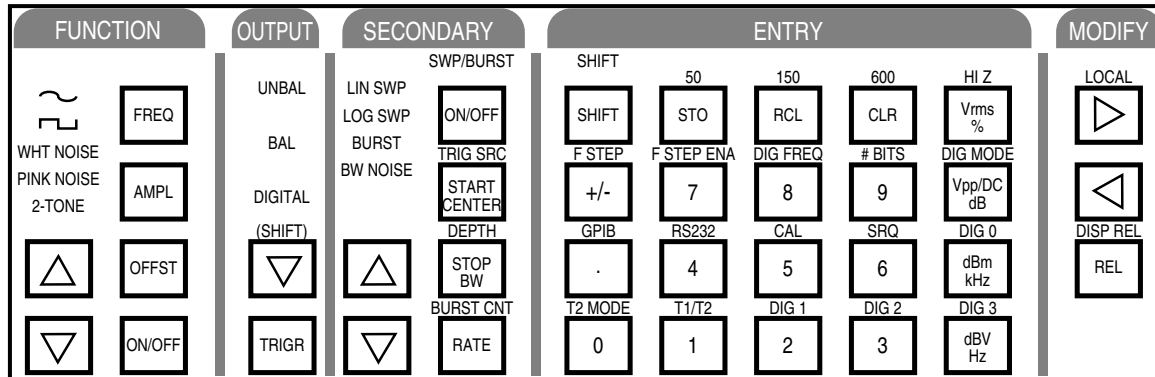 FUNCTION
OUTPUT
SECONDARY
ENTRY
MODIFY
WHT NOISE
PINK NOISE
2-TONE
FREQ
AMPL
OFFST
ON/OFF
UNBAL
BAL
DIGITAL
(SHIFT)
TRIGR
LIN SWP
LOG SWP
BURST
BW NOISE
SWP/BURST
ON/OFF
TRIG SRC
START
CENTER
DEPTH
STOP
BW
BURST CNT
RATE
SHIFT
50 150 600 HI Z
SHIFT STO RCL CLR Vrms
%
F STEP F STEP ENA DIG FREQ # BITS DIG MODE
+/- 7 8 9 Vpp/DC
dB
GPIB RS232 CAL SRQ DIG 0
. 4 5 6 dBm
kHz
T2 MODE T1/T2 DIG 1 DIG 2 DIG 3
0 1 2 3 dBV
Hz
LOCAL
DISP REL
REL